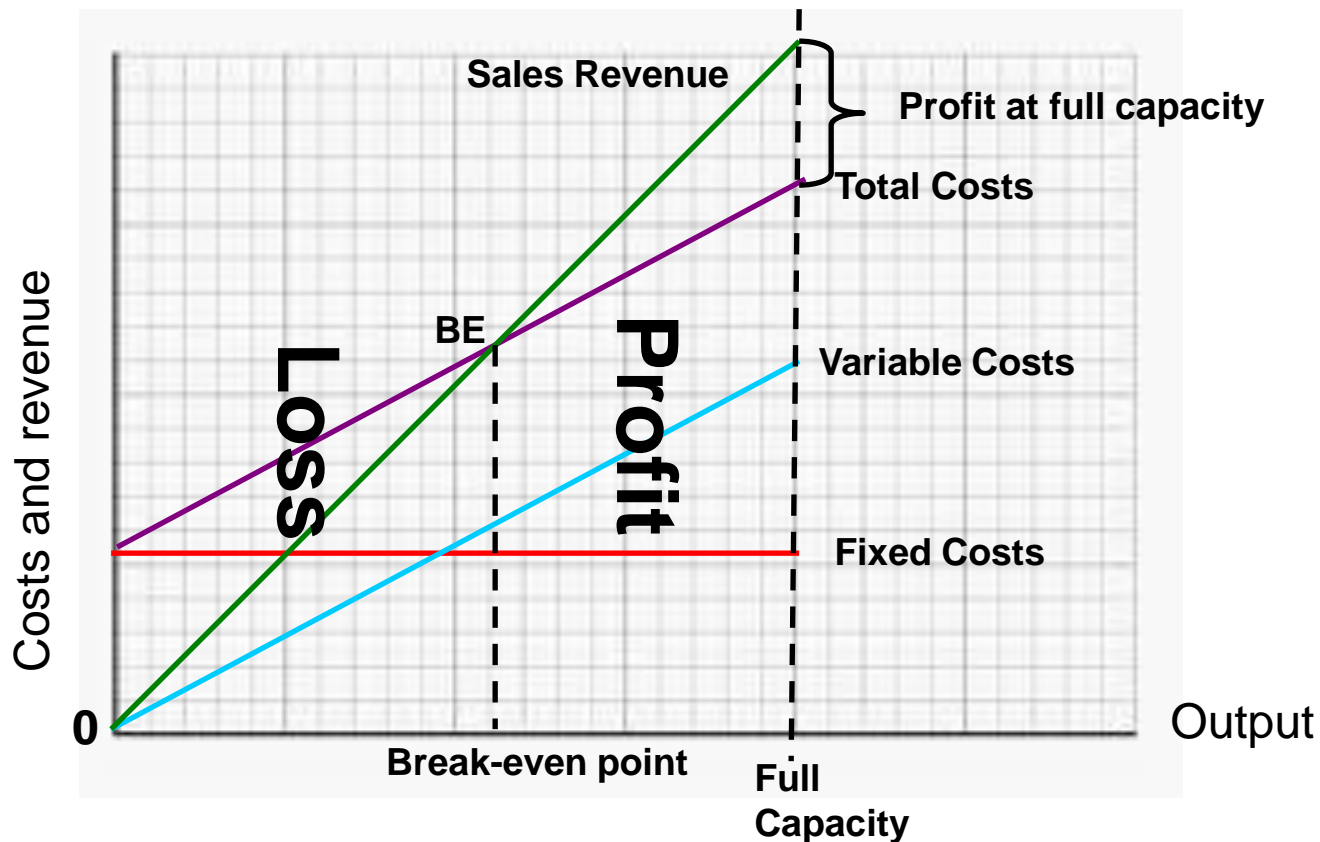 Sales Revenue
Profit at full capacity
Total Costs
BE
Loss
Profit
Variable Costs
Costs and revenue
Fixed Costs
0
Output
Break-even point
Full
Capacity